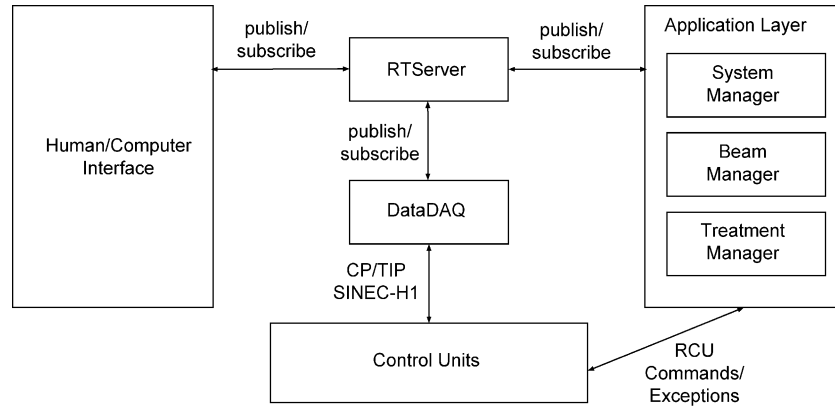 publish/
subscribe
publish/
subscribe
Application Layer
RTServer
System
Manager
Human/Computer
Interface
publish/
subscribe
Beam
Manager
DataDAQ
Treatment
Manager
CP/TIP
SINEC-H1
Control Units
RCU
Commands/
Exceptions